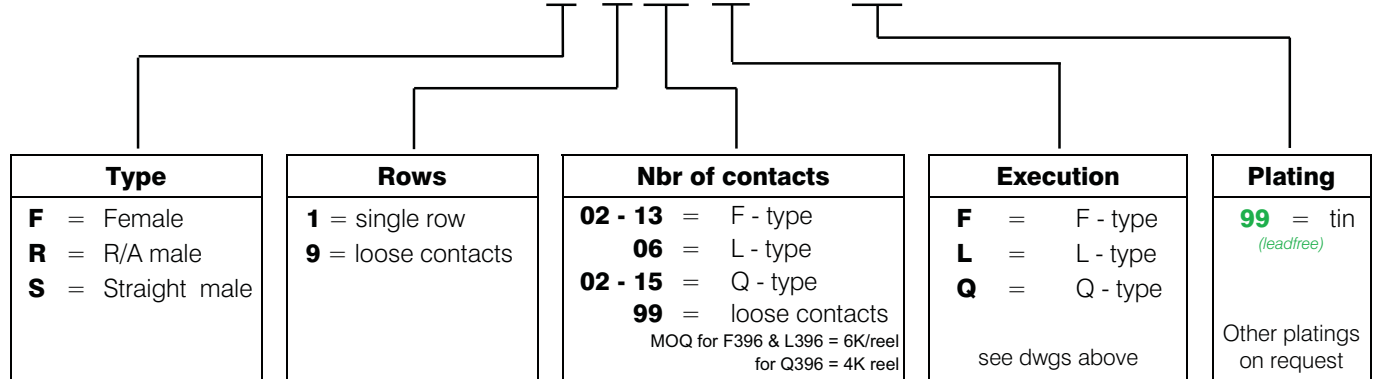 Type
F = Female
R = R/A male
S = Straight male
Rows
1 = single row
9 = loose contacts
Nbr of contacts
02 - 13 = F - type
06 = L - type
02 - 15 = Q - type
99 = loose contacts
MOQ for F396 & L396 = 6K/reel
for Q396 = 4K reel
Execution
F = F - type
L = L - type
Q = Q - type
see dwgs above
Plating
99 = tin
(leadfree)
Other platings
on request